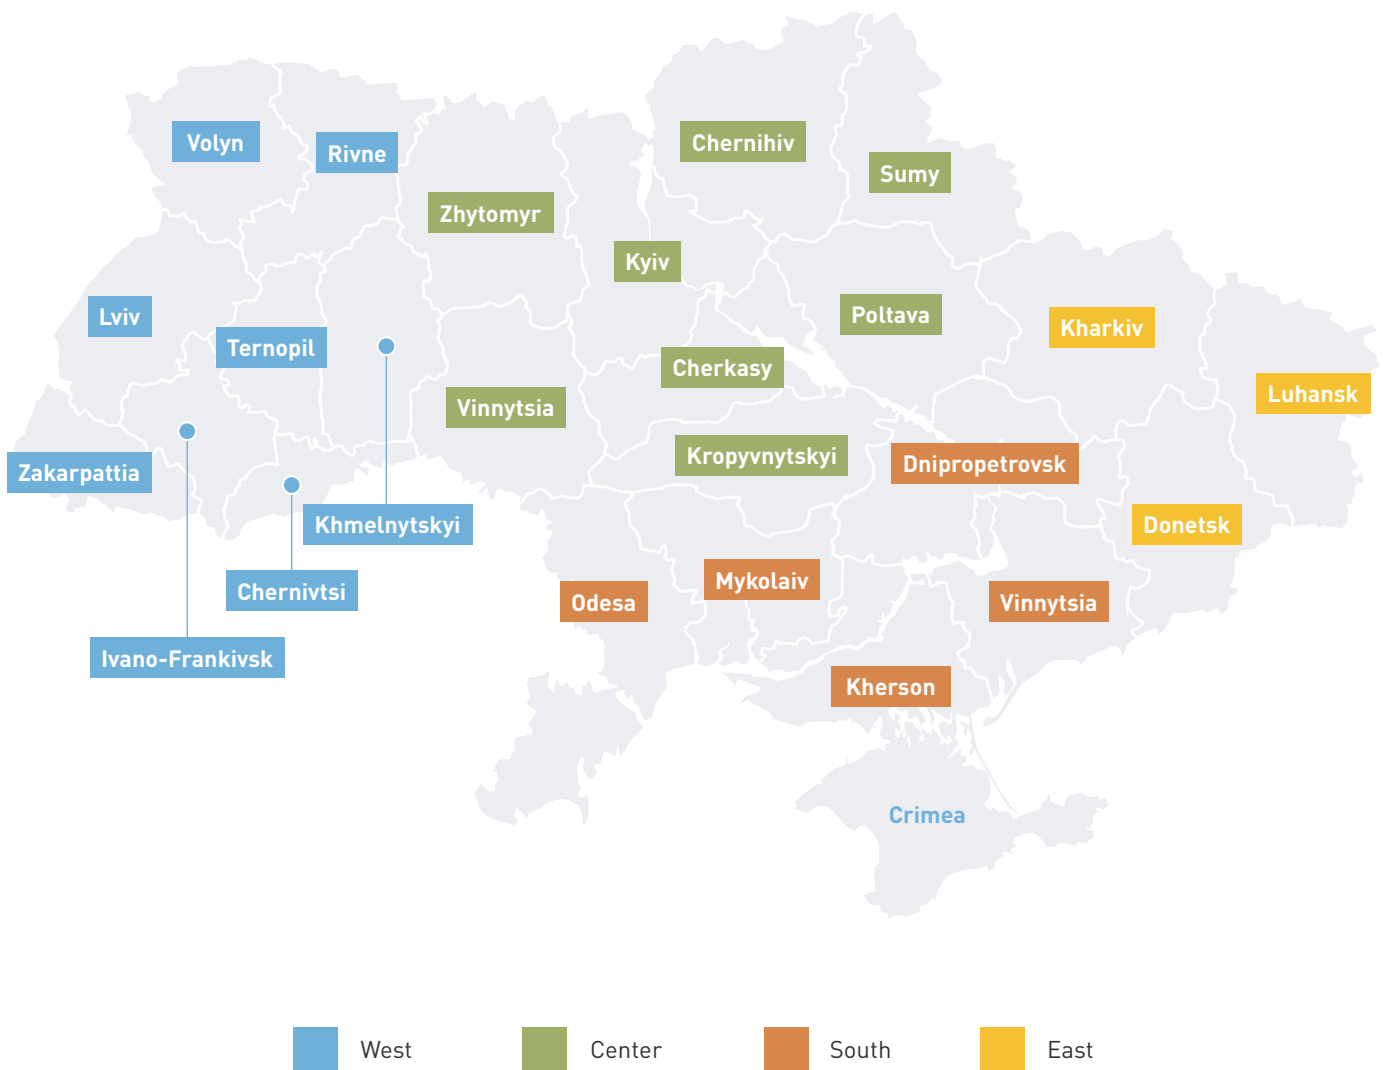 Volyn
Rivne
Chernihiv
Sumy
Zhytomyr
Kyiv
Lviv
Ternopil
Poltava
Kharkiv
Cherkasy
Luhansk
Vinnytsia
Kropyvnytskyi
Dnipropetrovsk
Zakarpattia
Khmelnytskyi
Donetsk
Chernivtsi
Mykolaiv
Odesa
Vinnytsia
Ivano-Frankivsk
Kherson
Crimea
West
Center
South
East